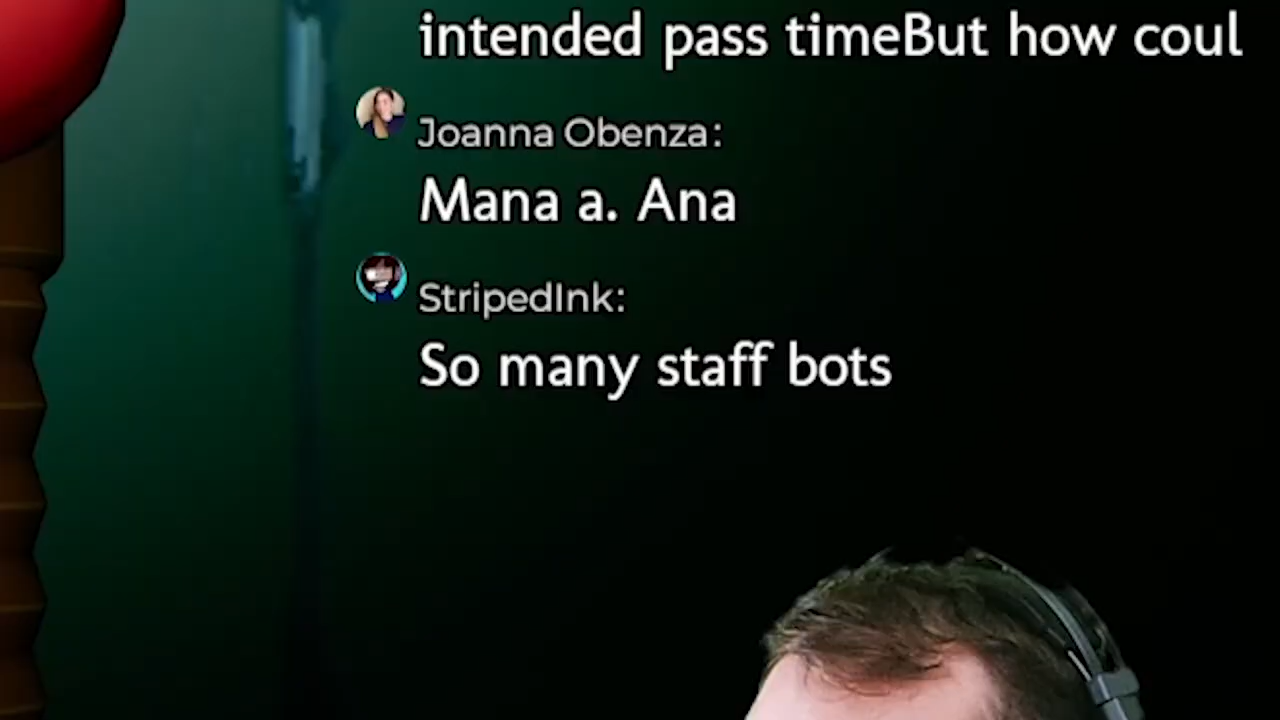 intended pass timeBut how coul
Joanna Obenza:
Mana a. Ana
StripedInk:
So many staff bots